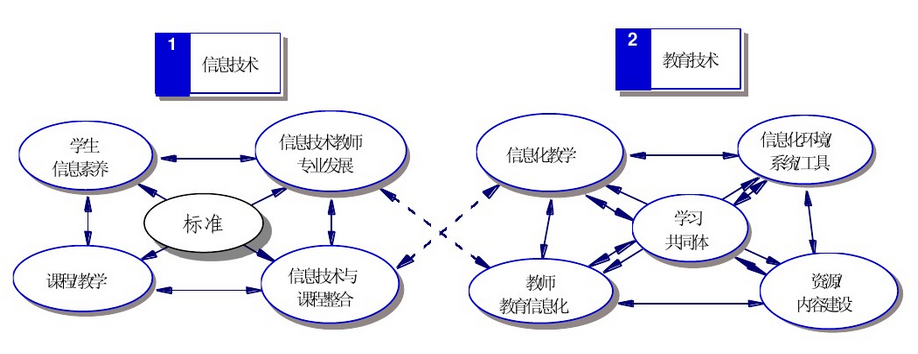 1
信息技术
2
教育技术
学生
信息素养
信息技术教师
专业发展
标准
课程/教学
信息技术与
课程整合
信息化教学
信息化环境/
系统/工具
学习
共同体
教师
教育信息化
资源/
内容建设